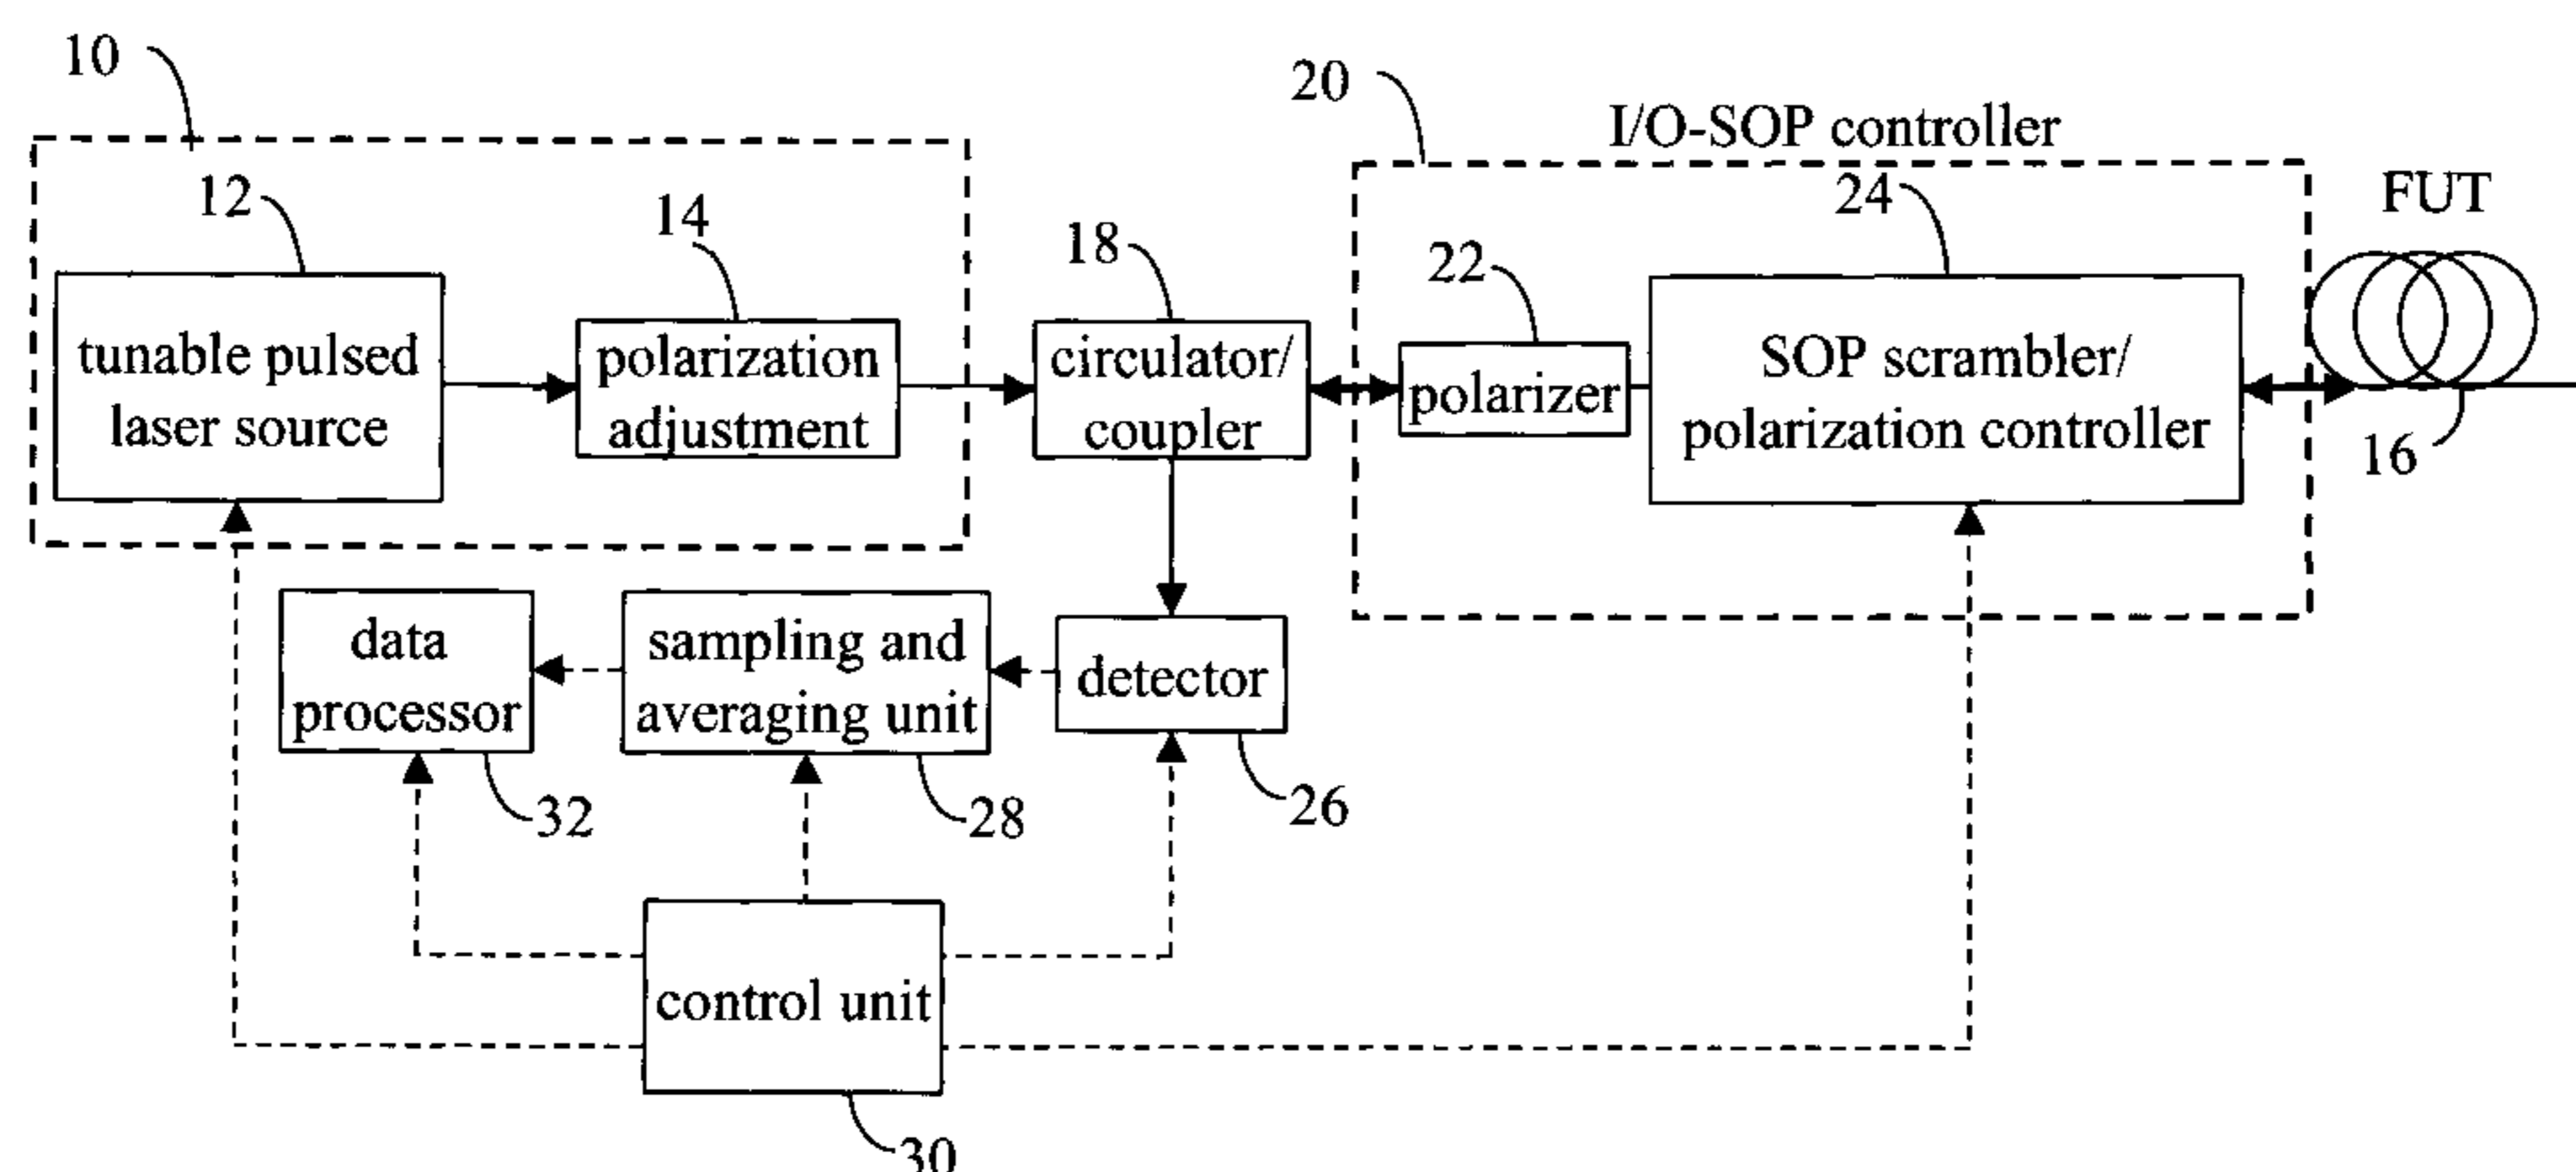 10
20
I/O-SOP controller
12
14
18
22
24
FUT
tunable pulsed
laser source
polarization
adjustment
circulator/
coupler
polarizer
SOP scrambler/
polarization controller
16
data
processor
sampling and
averaging unit
detector
32
28
26
control unit
30